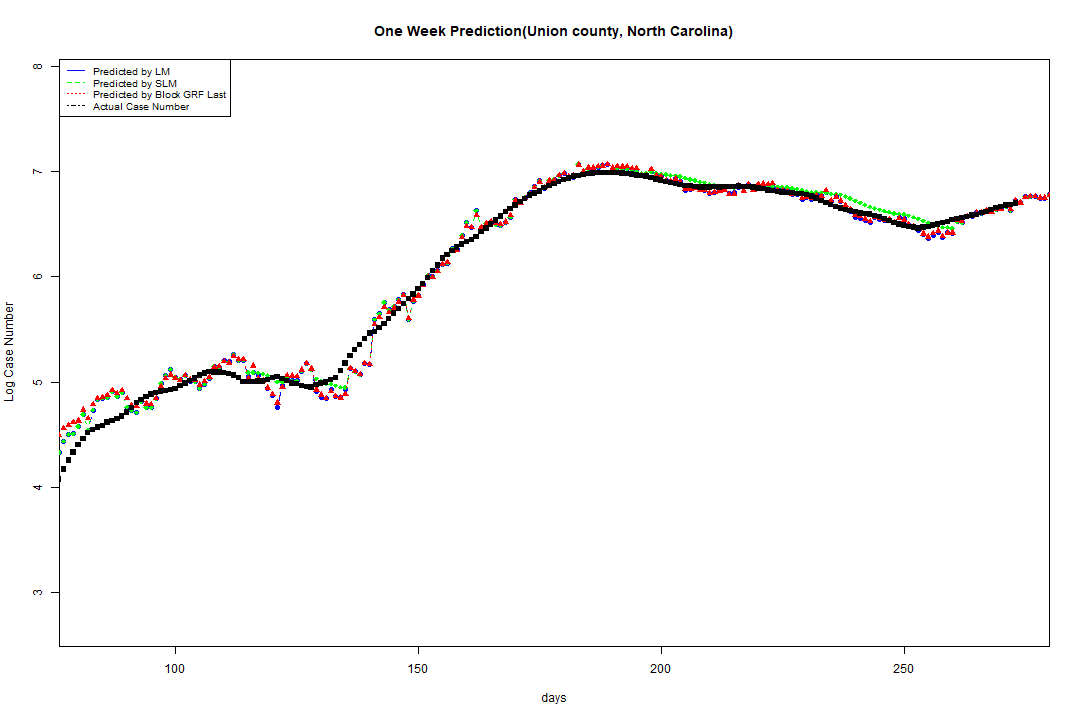 One Week Prediction(Union county, North Carolina)
Predicted by LM
Predicted by SLM
Predicted by Block GRF Last
Actual Case Number
8
7
6
5
4
3
Log Case Number
100 150 200 250
days